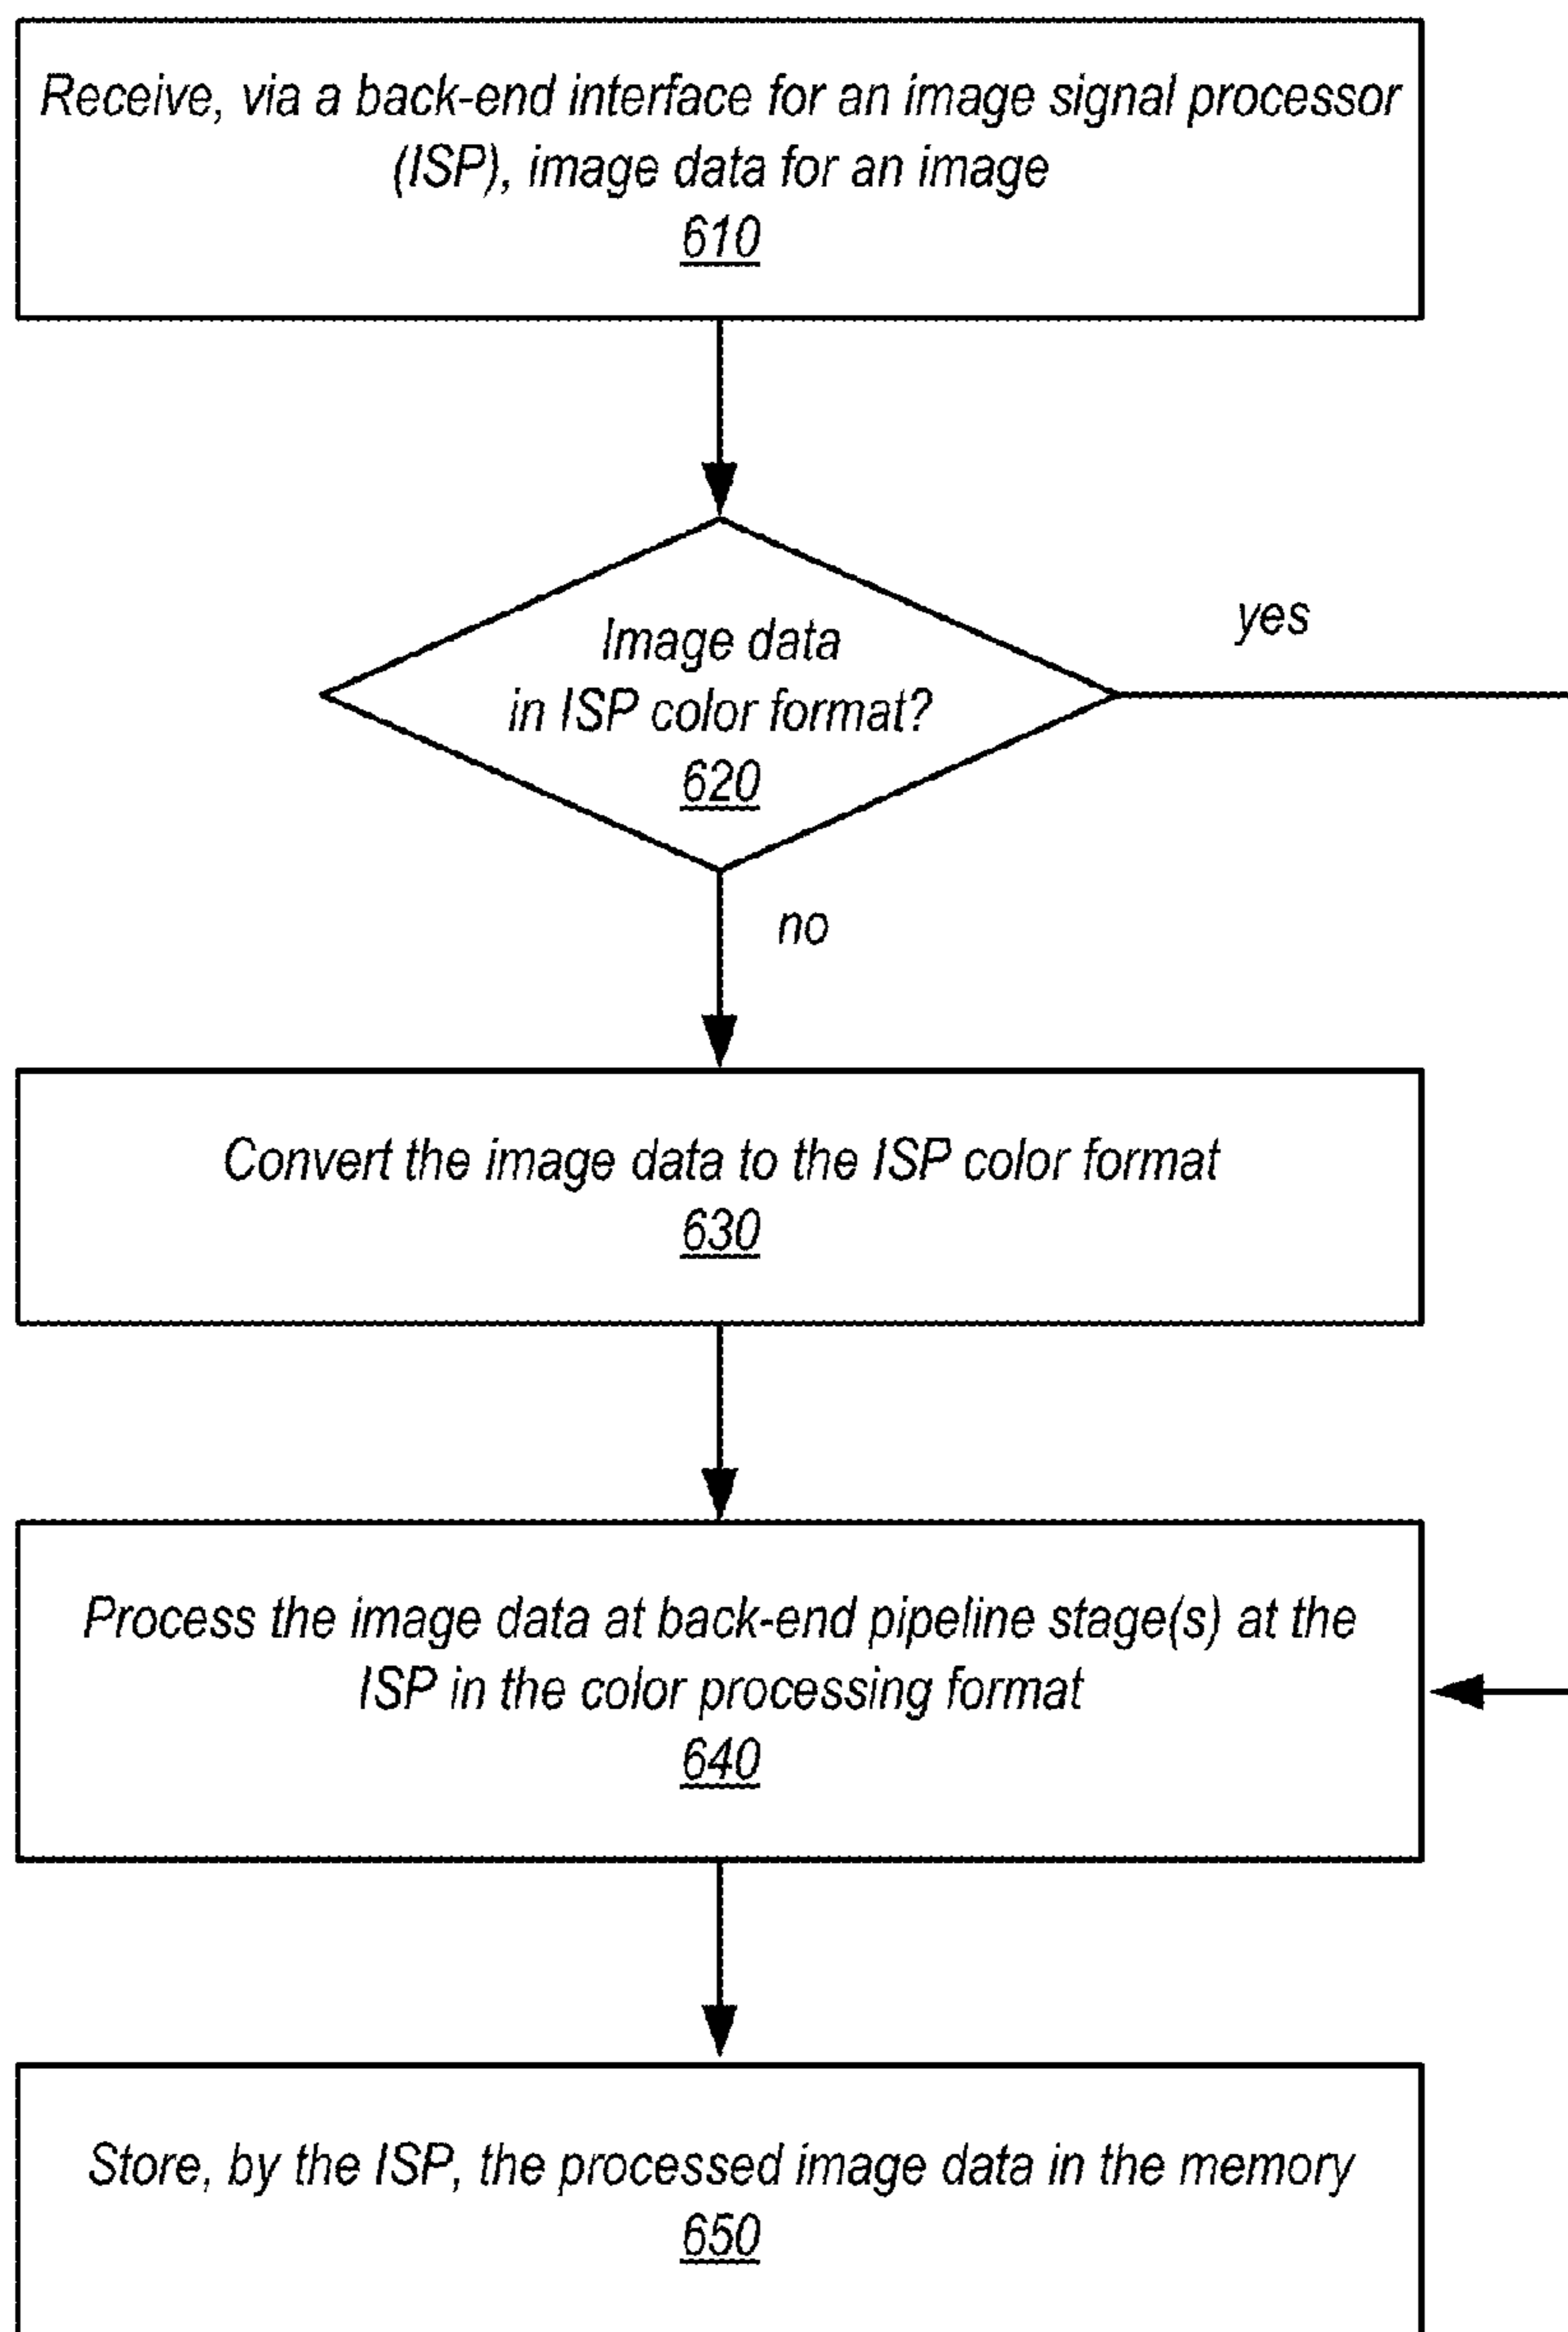 Receive, via a back-end interface for an image signal processor
(ISP), image data for an image
610
Image data
in ISP color format?
620
yes
no
Convert the image data to the ISP color format
630
Process the image data at back-end pipeline stage(s) at the
ISP in the color processing format
640
Store, by the ISP, the processed image data in the memory
650